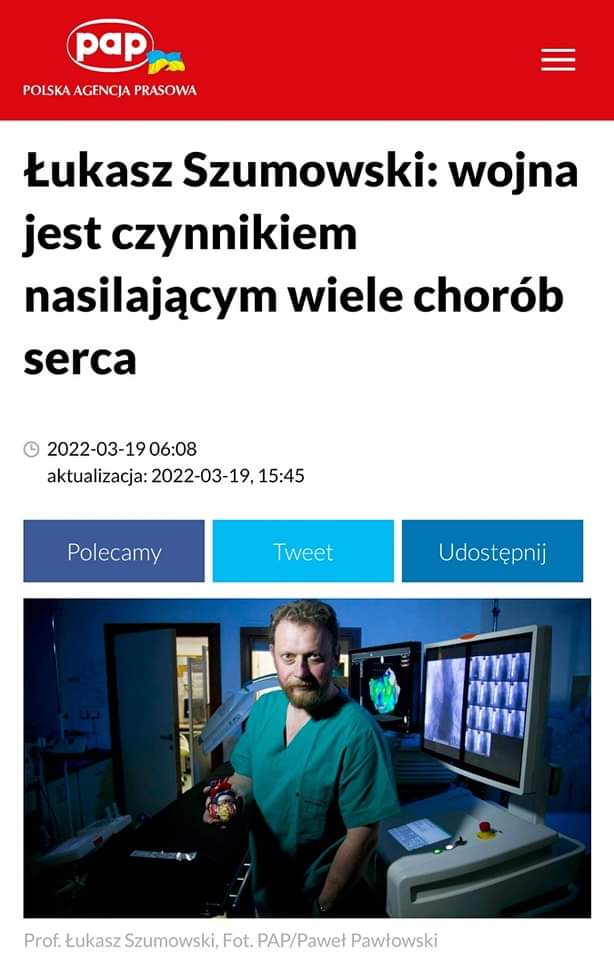 pap
POLSKA AGENCJA PRASOWA
Łukasz Szumowski: wojna
jest czynnikiem
nasilającym wiele chorób
serca
2022-03-19 06:08
aktualizacja: 2022-03-19, 15:45
Polecamy
Tweet
Udostępnij
Prof. Łukasz Szumowski, Fot. PAP/Paweł Pawłowski